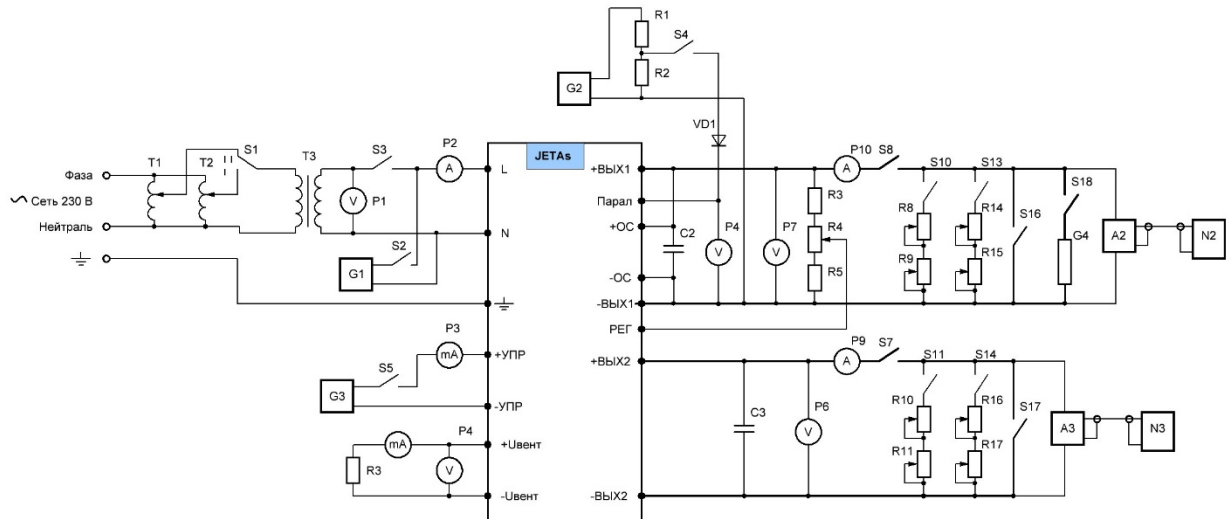 R1
S4
R2
G2
VD1
T1
T2
S1
T3
S3
P2
A
JETAs
Фаза
Сеть 230 В
Нейтраль
V
P1
S2
G1
L
N
+ВЫХ1
Парал
+ОС
-ОС
-ВЫХ1
РЕГ
C2
P4
V
P7
V
R3
R4
R5
P10
A
S8
S10
S13
R8
R9
R14
R15
S16
S18
G4
A2
N2
P3
mA
S5
G3
+УПР
-УПР
P4
mA
V
R3
+Uвент
-Uвент
+ВЫХ2
-ВЫХ2
C3
P6
V
P9
A
S7
S11
S14
R10
R11
R16
R17
S17
A3
N3